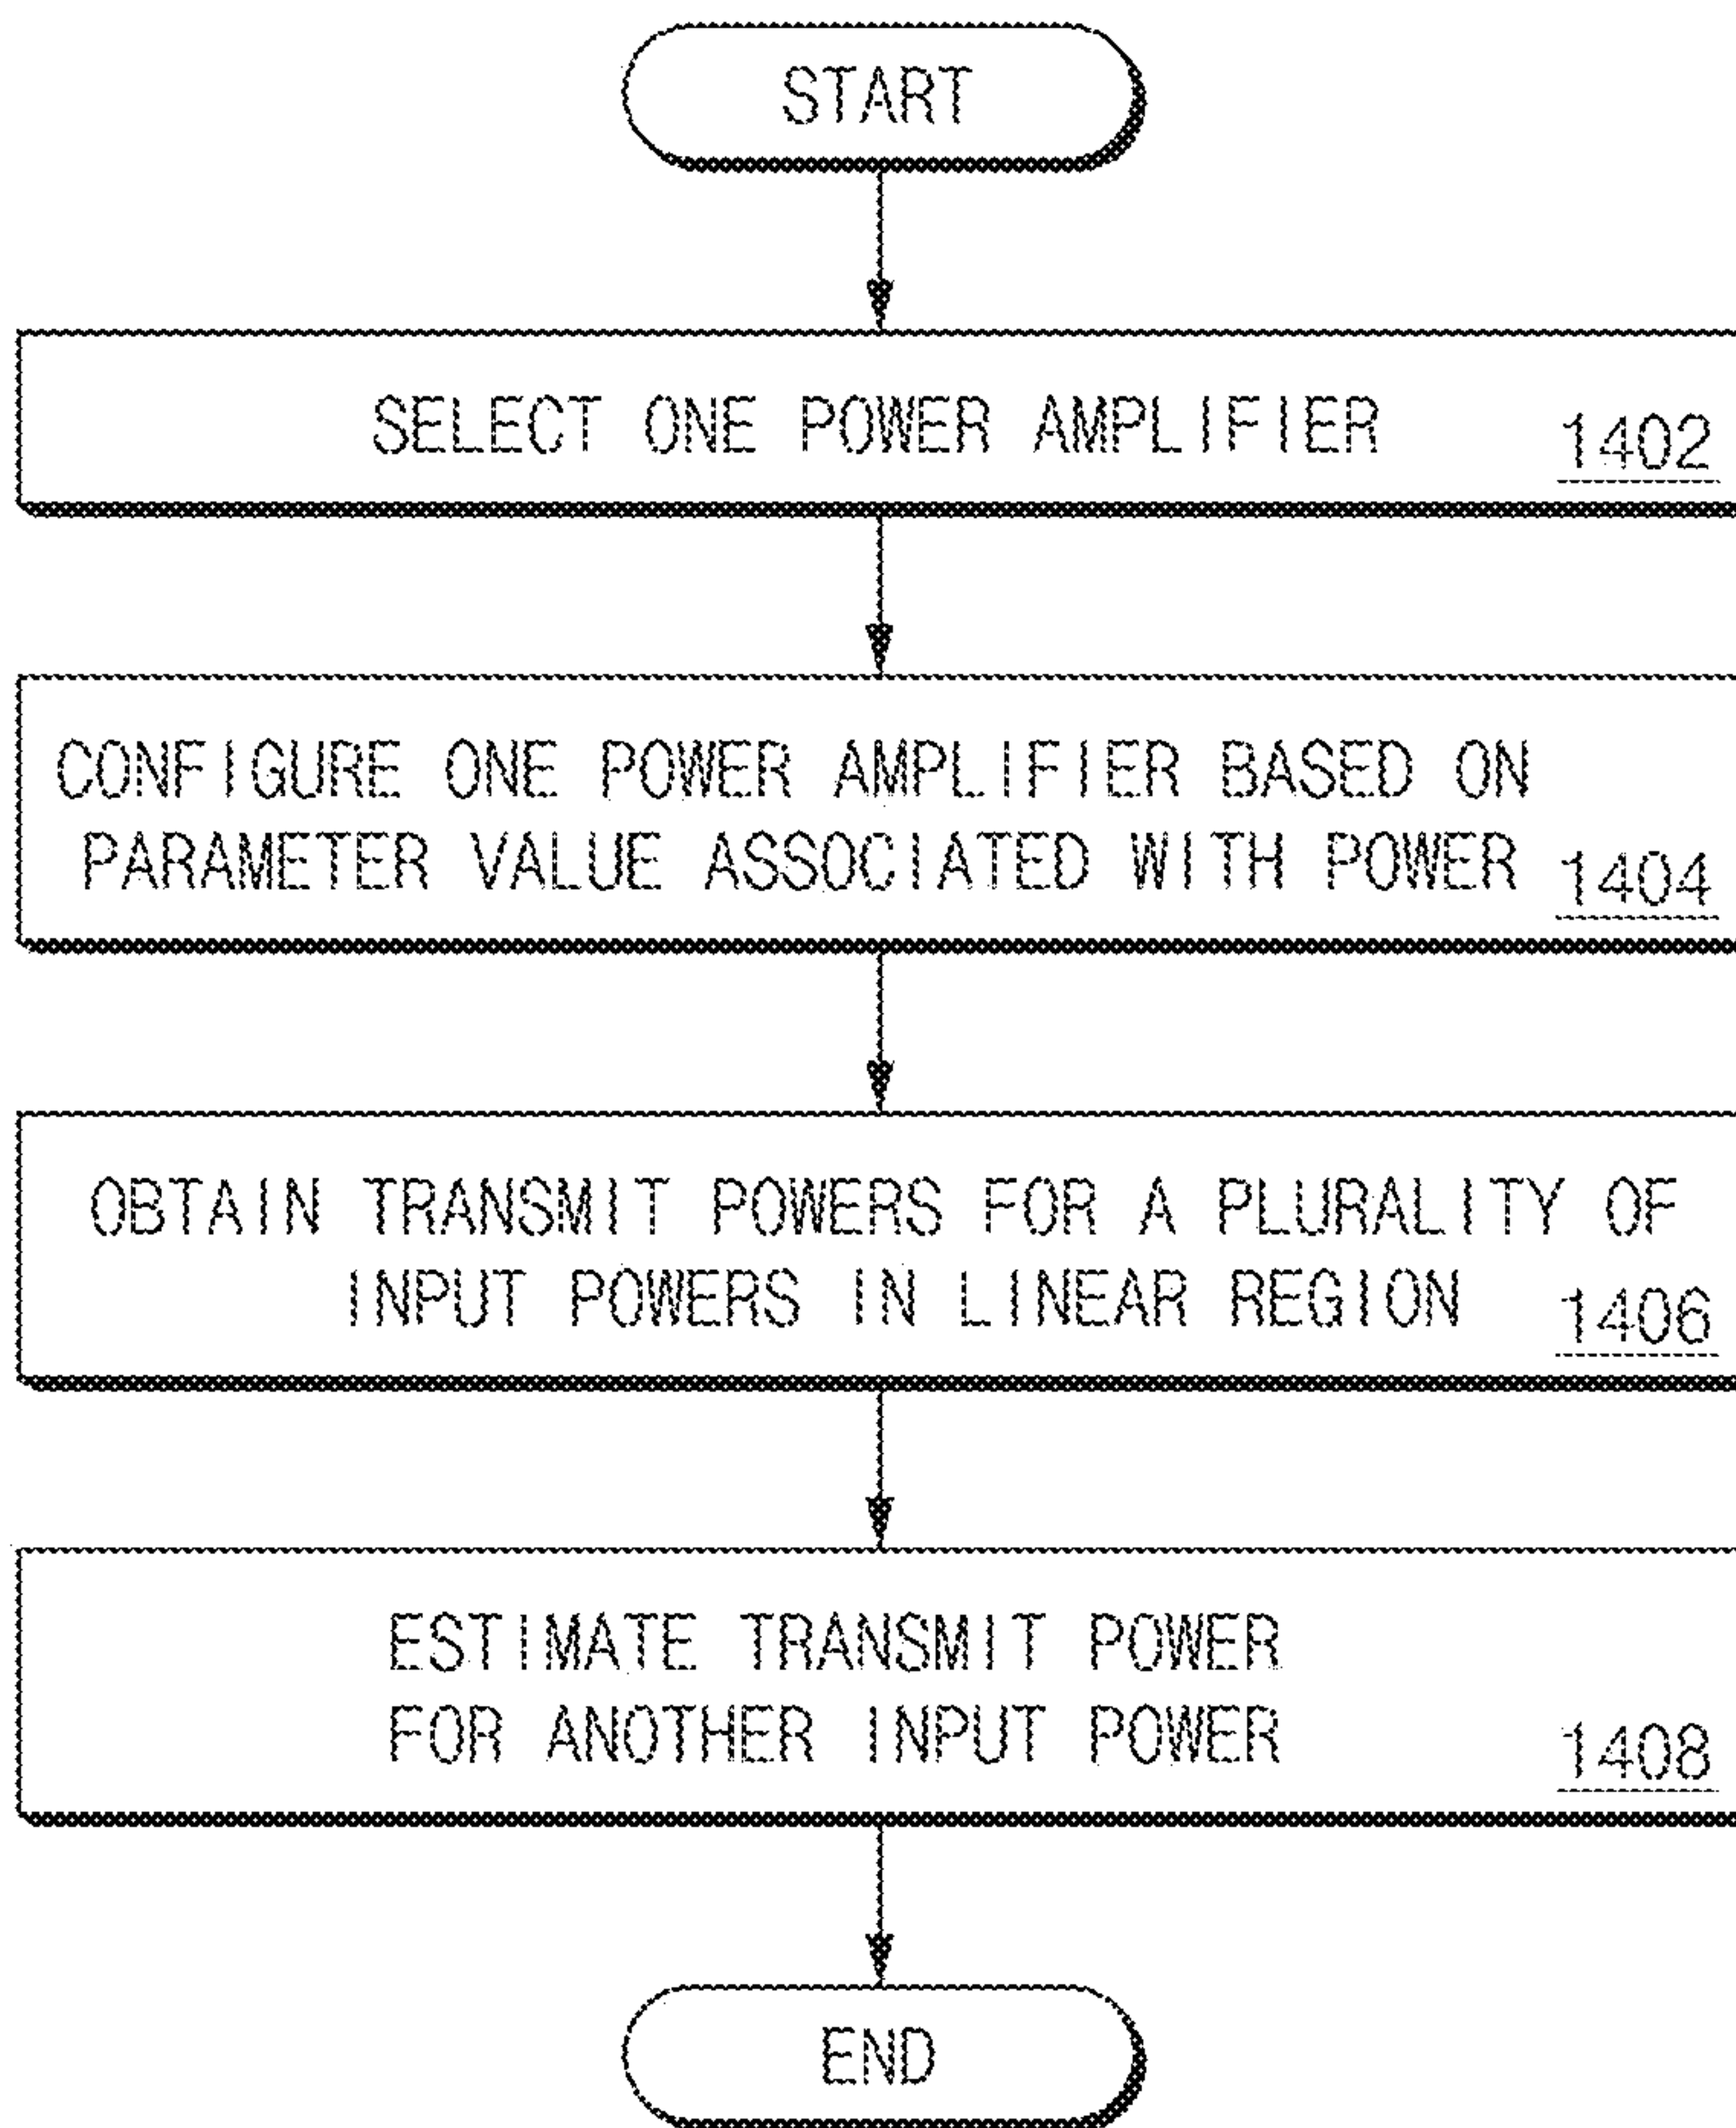 START
SELECT ONE POWER AMPLIFIER 1402
CONFIGURE ONE POWER AMPLIFIER BASED ON
PARAMETER VALUE ASSOCIATED WITH POWER 1404
OBTAIN TRANSMIT POWERS FOR A PLURALITY OF
INPUT POWERS IN LINEAR REGION 1406
ESTIMATE TRANSMIT POWER
FOR ANOTHER INPUT POWER 1408
END